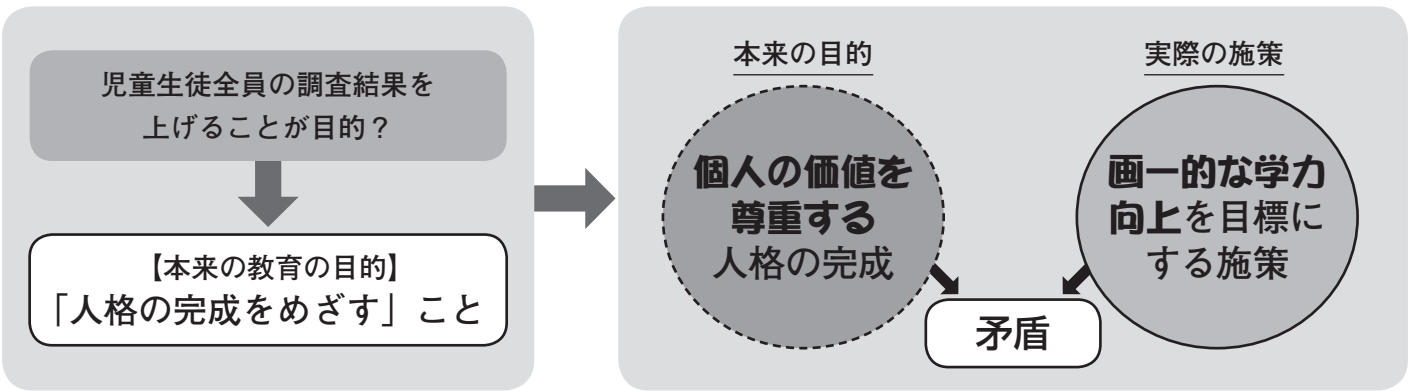 児童生徒全員の調査結果を
上げることが目的？
【本来の教育の目的】
「人格の完成をめざす」こと
本来の目的
個人の価値を
尊重する
人格の完成
実際の施策
画一的な学力
向上を目標に
する施策
矛盾